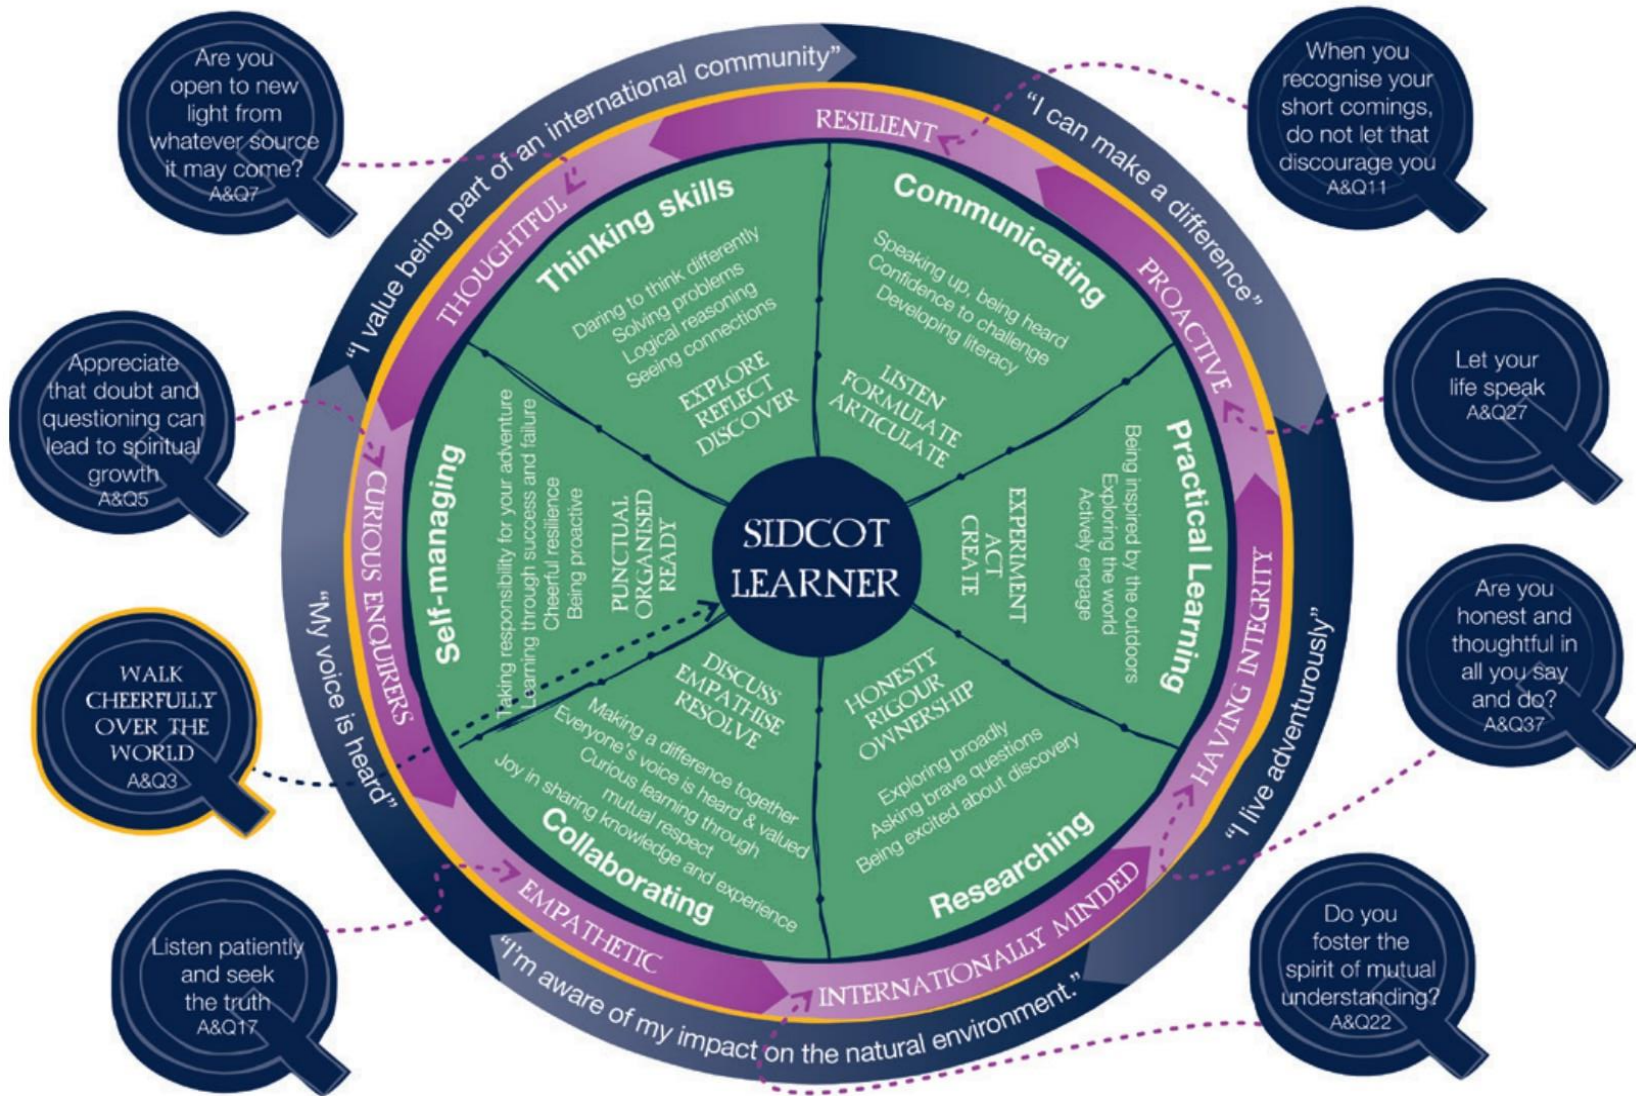 Are you
open to new
light from
whatever source
it may come?
A&Q7
Appreciate
that doubt and
questioning can
lead to spiritual
growth
A&Q5
WALK
CHEERFULLY
OVER THE
WORLD
A&Q3
Listen patiently
and seek
the truth
A&Q17
"I value being part of an international community"
"I can make a difference"
"I live adventurously"
"I'm aware of my impact on the natural environment."
"My voice is heard"
RESILIENT
PROACTIVE
HAVING INTEGRITY
INTERNATIONALLY MINDED
EMPATHETIC
CURIOUS ENQUIRERS
THOUGHTFUL
Thinking skills
Daring to think differently
Solving problems
Logical reasoning
Seeing connections
EXPLORE
REFLECT
DISCOVER
Communicating
Speaking up, being heard
Confidence to challenge
Developing literacy
LISTEN
FORMULATE
ARTICULATE
Practical Learning
Being inspired by the outdoors
Exploring the world
Actively engage
EXPERIMENT
ACT
CREATE
HONESTY
RIGOUR
OWNERSHIP
Exploring broadly
Asking brave questions
Being excited about discovery
Researching
DISCUSS
EMPATHISE
RESOLVE
Making a difference together
Everyone's voice is heard & valued
Curious learning through
mutual respect
Joy in sharing knowledge and experience
Collaborating
Self-managing
Taking responsibility for your adventure
Learning through success and failure
Cheerful resilience
Being proactive
PUNCTUAL
ORGANISED
READY
SIDCOT
LEARNER
When you
recognise your
short comings,
do not let that
discourage you
A&Q11
Let your
life speak
A&Q27
Are you
honest and
thoughtful in
all you say
and do?
A&Q37
Do you
foster the
spirit of mutual
understanding?
A&Q22